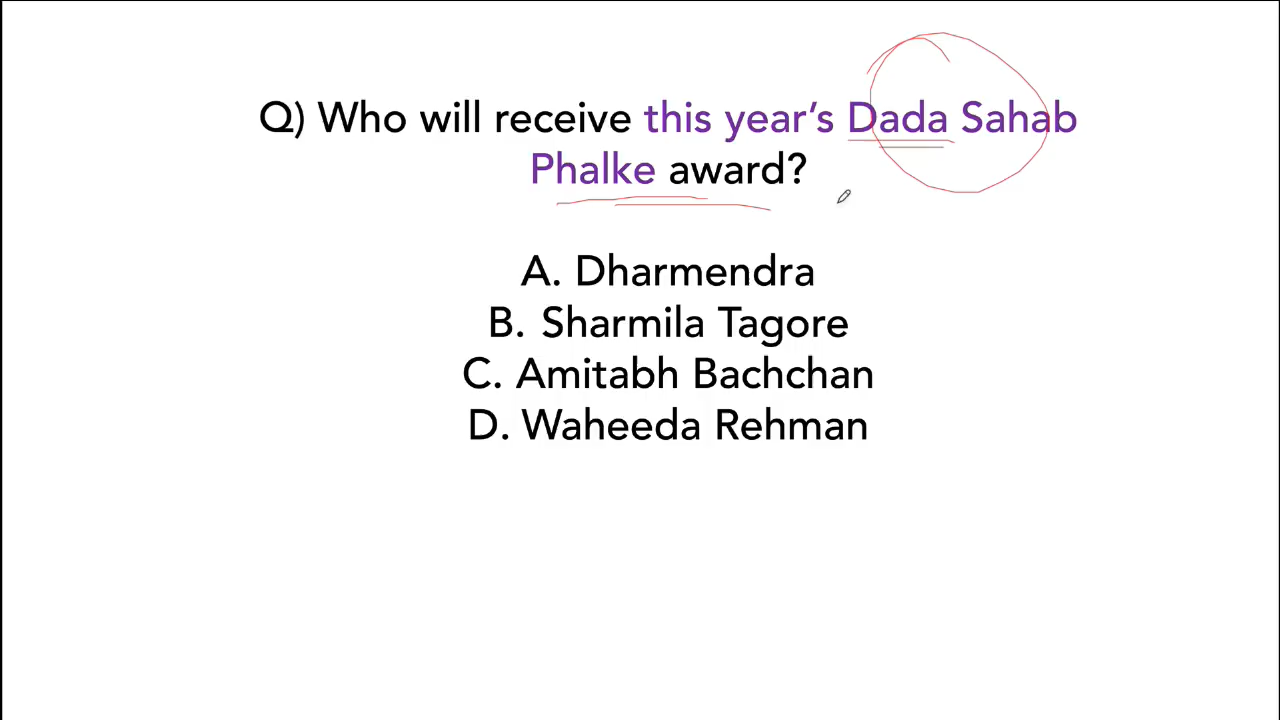 Q) Who will receive this year’s Dada Sahab
Phalke award?
A. Dharmendra
B. Sharmila Tagore
C. Amitabh Bachchan
D. Waheeda Rehman